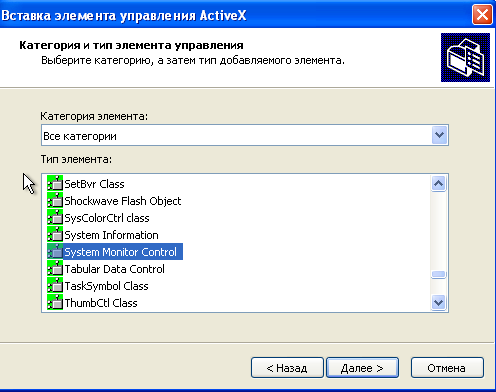 Вставка элемента управления ActiveX
Категория и тип элемента управления
Выберите категорию, а затем тип добавляемого элемента.
Категория элемента:
Все категории
Тип элемента:
SetBvr Class
Shockwave Flash Object
SysColorCtrl class
System Information
System Monitor Control
Tabular Data Control
TaskSymbol Class
ThumbCtl Class
< Назад
Далее >
Отмена